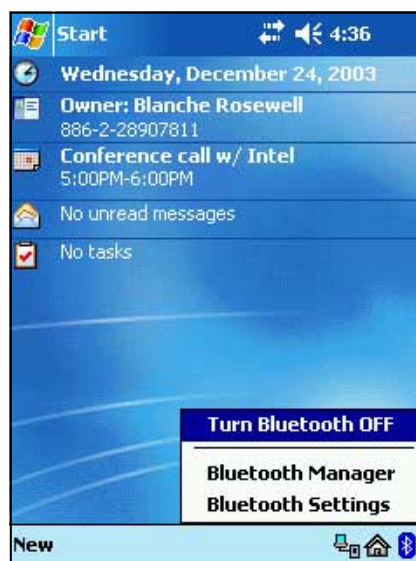 Start 4:36
Wednesday, December 24, 2003
Owner: Blanche Rosewell
886-2-28907811
Conference call w/ Intel
5:00PM-6:00PM
No unread messages
No tasks
Turn Bluetooth OFF
Bluetooth Manager
Bluetooth Settings
New